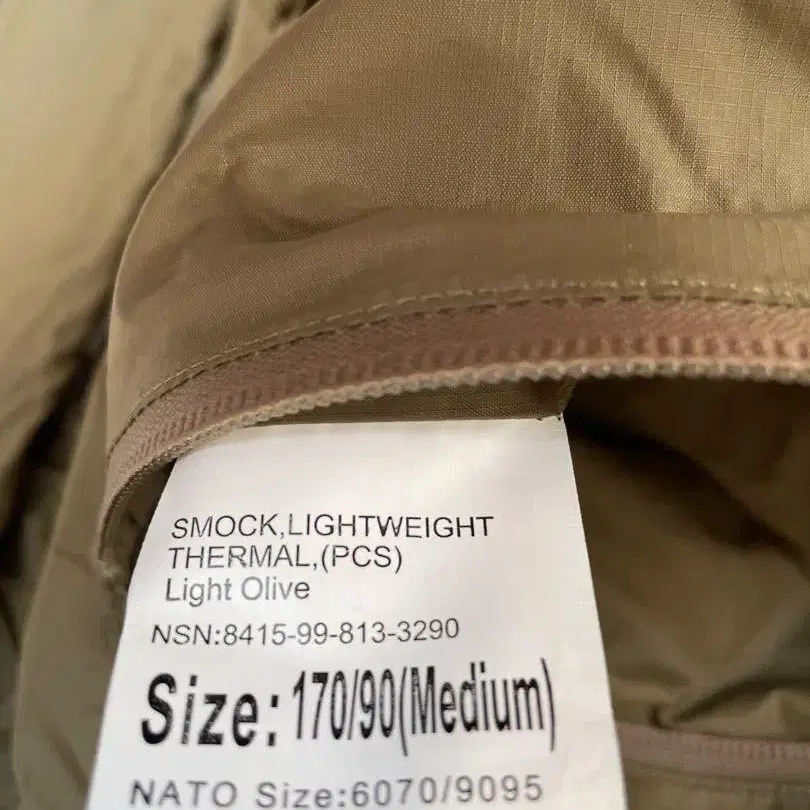 SMOCK,LIGHTWEIGHT
THERMAL,(PCS)
Light Olive
NSN:8415-99-813-3290
Size: 170/90(Medium)
NATO Size:6070/9095